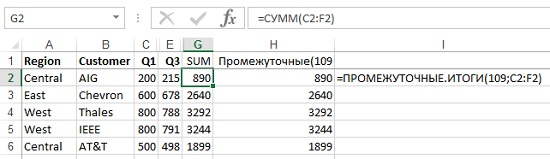 G2 =СУММ(C2:F2)
A B C E G H I
1 Region Customer Q1 Q3 SUM Промежуточные(109
2 Central AIG 200 215 890 890 =ПРОМЕЖУТОЧНЫЕ.ИТОГИ(109;C2:F2)
3 East Chevron 600 678 2640 2640
4 West Thales 800 788 3292 3292
5 West IEEE 800 791 3244 3244
6 Central AT&T 500 498 1899 1899